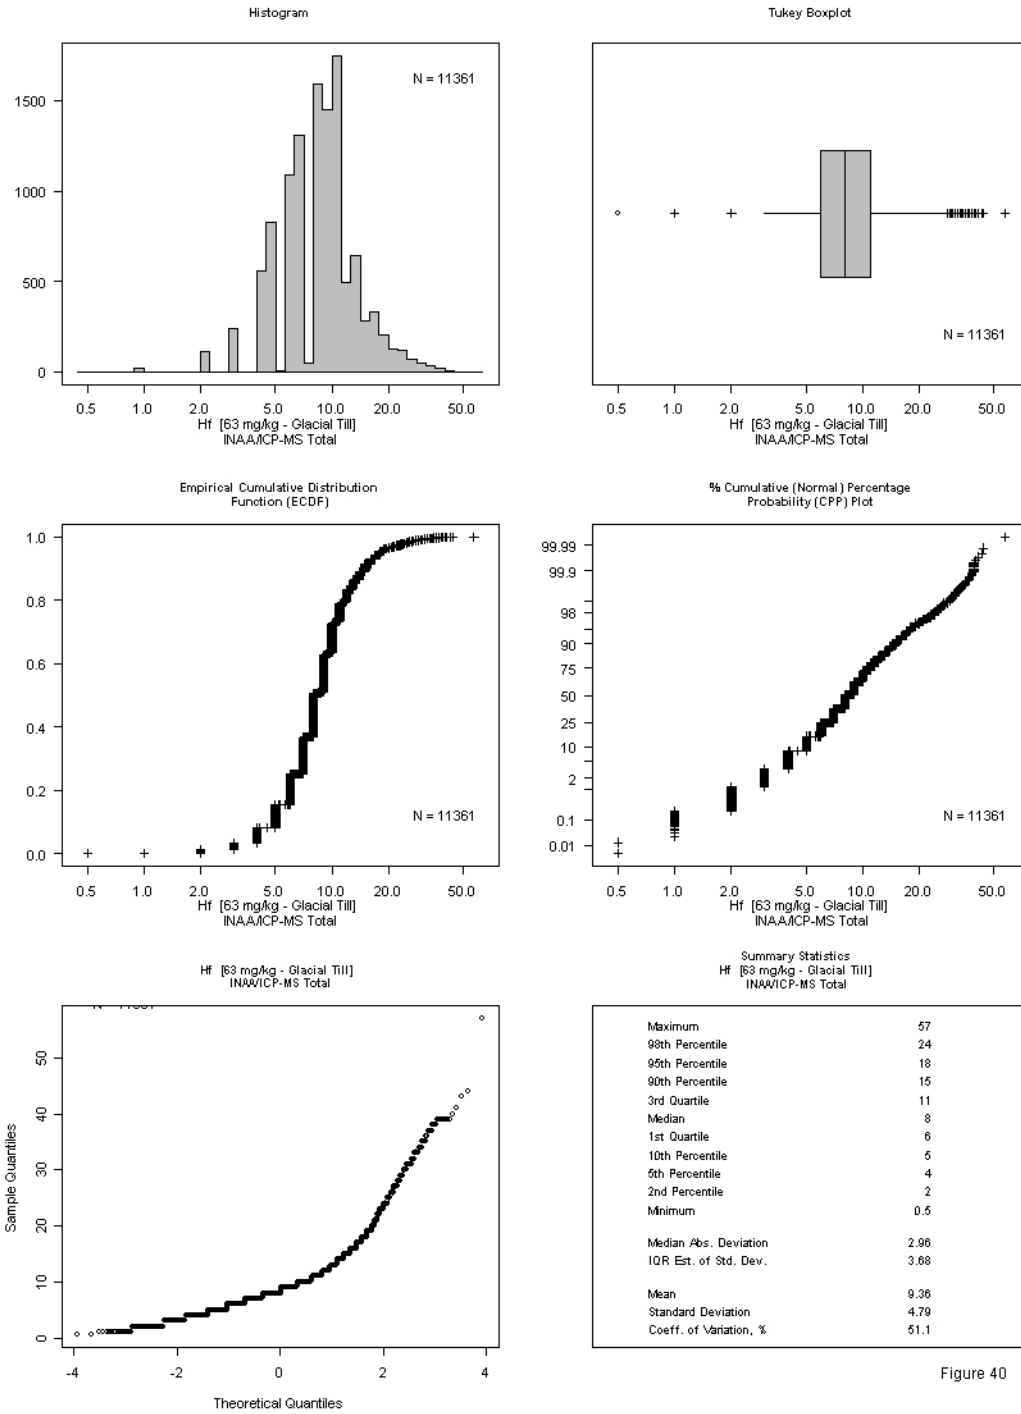 Histogram
N = 11361
1500
1000
500
0
0.5 1.0 2.0 5.0 10.0 20.0 50.0
Hf [63 mg/kg - Glacial Till]
INAA/ICP-MS Total
Tukey Boxplot
N = 11361
0.5 1.0 2.0 5.0 10.0 20.0 50.0
Hf [63 mg/kg - Glacial Till]
INAA/ICP-MS Total
Empirical Cumulative Distribution
Function (ECDF)
1.0
0.8
0.6
0.4
0.2
0.0
N = 11361
0.5 1.0 2.0 5.0 10.0 20.0 50.0
Hf [63 mg/kg - Glacial Till]
INAA/ICP-MS Total
% Cumulative (Normal) Percentage
Probability (CPP) Plot
99.99
99.9
98
90
75
50
25
10
2
0.1
0.01
N = 11361
0.5 1.0 2.0 5.0 10.0 20.0 50.0
Hf [63 mg/kg - Glacial Till]
INAA/ICP-MS Total
Hf [63 mg/kg - Glacial Till]
INAA/ICP-MS Total
N = 11361
Sample Quantiles
50
40
30
20
10
0
-4 -2 0 2 4
Theoretical Quantiles
Summary Statistics
Hf [63 mg/kg - Glacial Till]
INAA/ICP-MS Total
Maximum 57
98th Percentile 24
95th Percentile 18
90th Percentile 15
3rd Quartile 11
Median 8
1st Quartile 6
10th Percentile 5
5th Percentile 4
2nd Percentile 2
Minimum 0.5
Median Abs. Deviation 2.96
IQR Est. of Std. Dev. 3.68
Mean 9.36
Standard Deviation 4.79
Coeff. of Variation, % 51.1
Figure 40